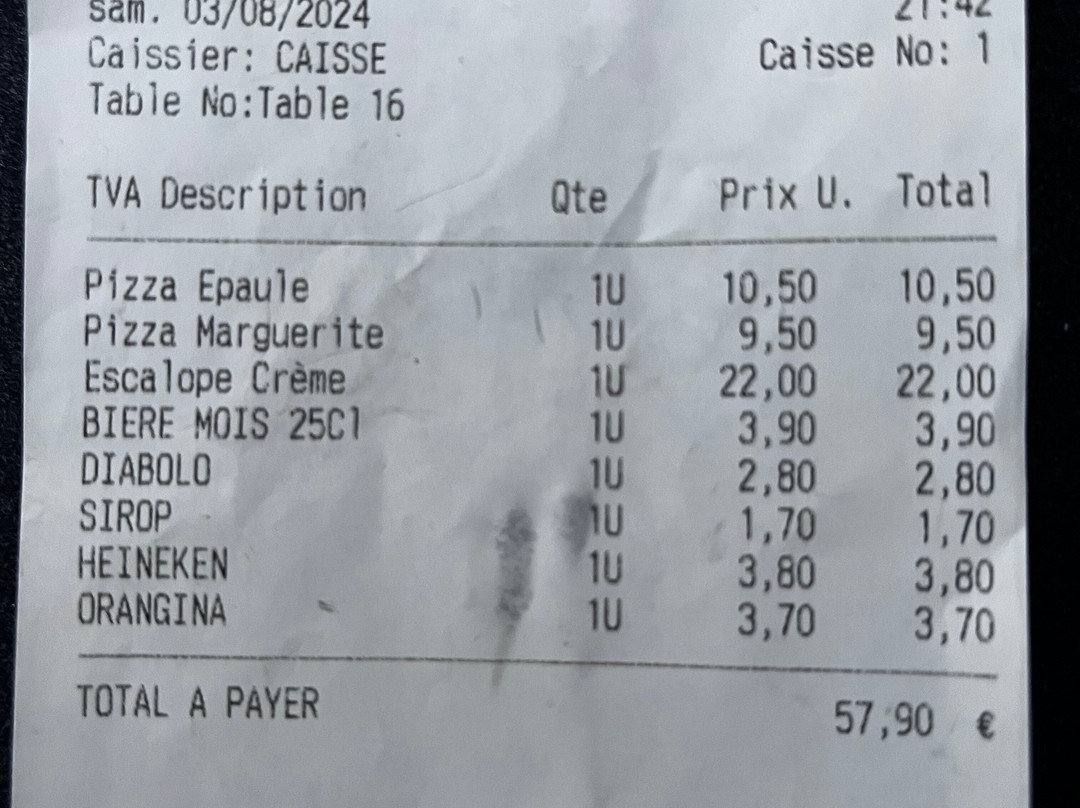 sam. 03/08/2024 21:42
Caissier: CAISSE Caisse No: 1
Table No:Table 16
TVA Description Qte Prix U. Total
Pizza Epaule 1U 10,50 10,50
Pizza Marguerite 1U 9,50 9,50
Escalope Crème 1U 22,00 22,00
BIERE MOIS 25Cl 1U 3,90 3,90
DIABOLO 1U 2,80 2,80
SIROP 1U 1,70 1,70
HEINEKEN 1U 3,80 3,80
ORANGINA 1U 3,70 3,70
TOTAL A PAYER 57,90 €